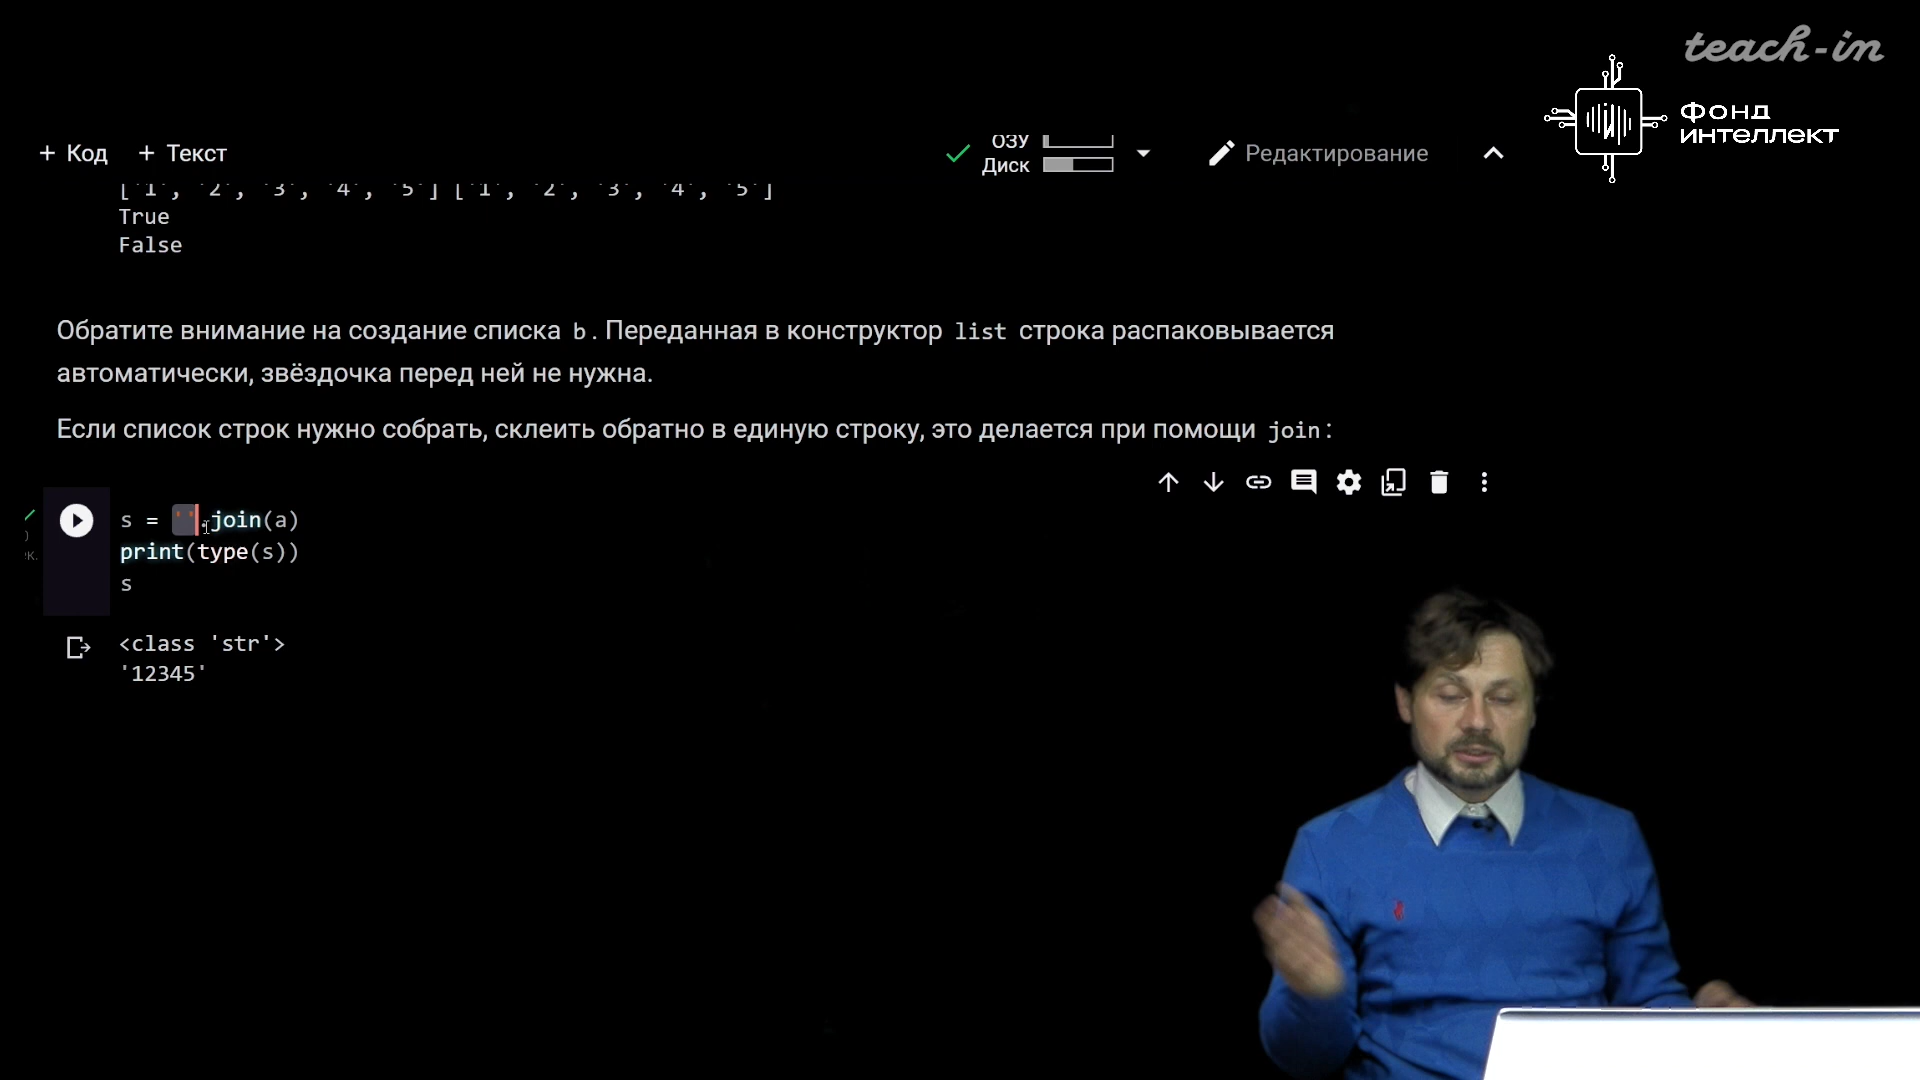 teach-in
ФОНД
ИНТЕЛЛЕКТ
+ Код + Текст
ОЗУ
Диск
Редактирование
['1', '2', '3', '4', '5'] ['1', '2', '3', '4', '5']
True
False
Обратите внимание на создание списка b. Переданная в конструктор list строка распаковывается
автоматически, звёздочка перед ней не нужна.
Если список строк нужно собрать, склеить обратно в единую строку, это делается при помощи join:
s = ''.join(a)
print(type(s))
s
<class 'str'>
'12345'